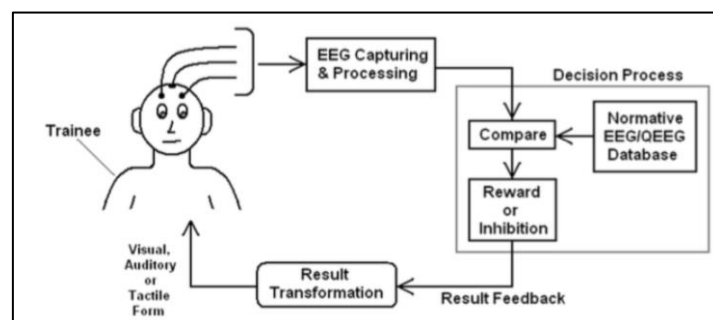 EEG Capturing
& Processing
Decision Process
Trainee
Compare
Normative
EEG/QEEG
Database
Reward
or
Inhibition
Visual,
Auditory
or
Tactile
Form
Result
Transformation
Result Feedback